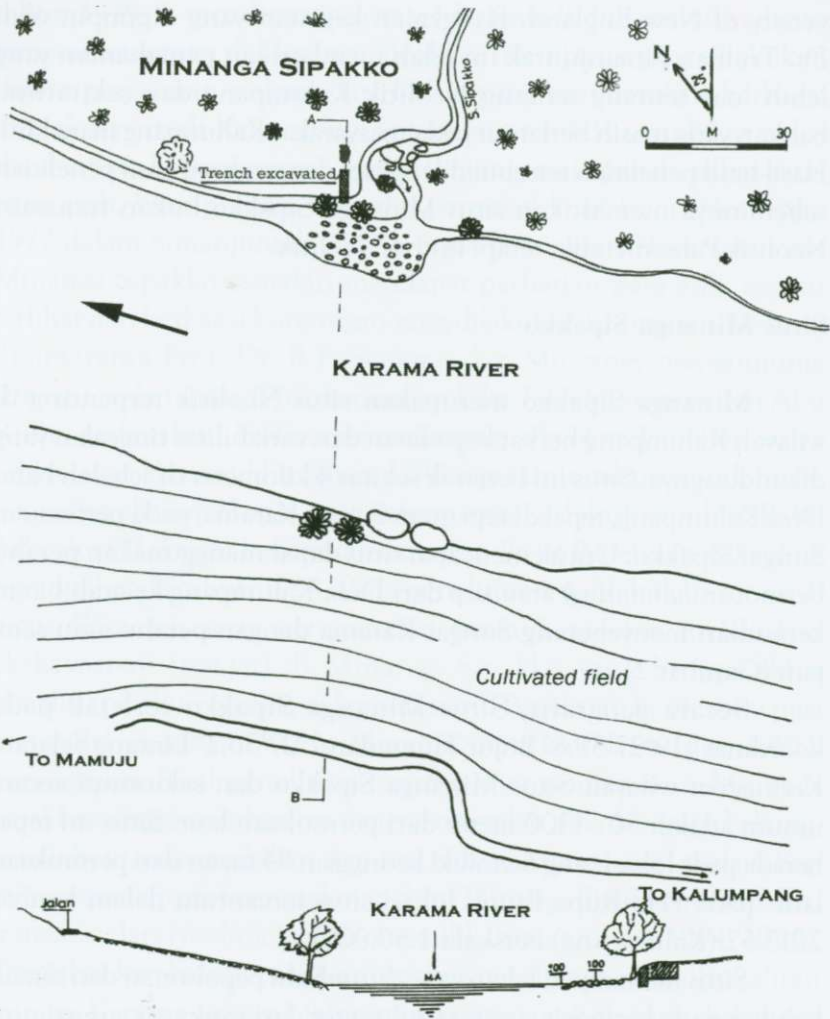 MINANGA SIPAKKO
S. Sipakko
N
25°
0 M 30
A
Trench excavated
KARAMA RIVER
Cultivated field
TO MAMUJU
B
TO KALUMPANG
Jalan
KARAMA RIVER
100 100